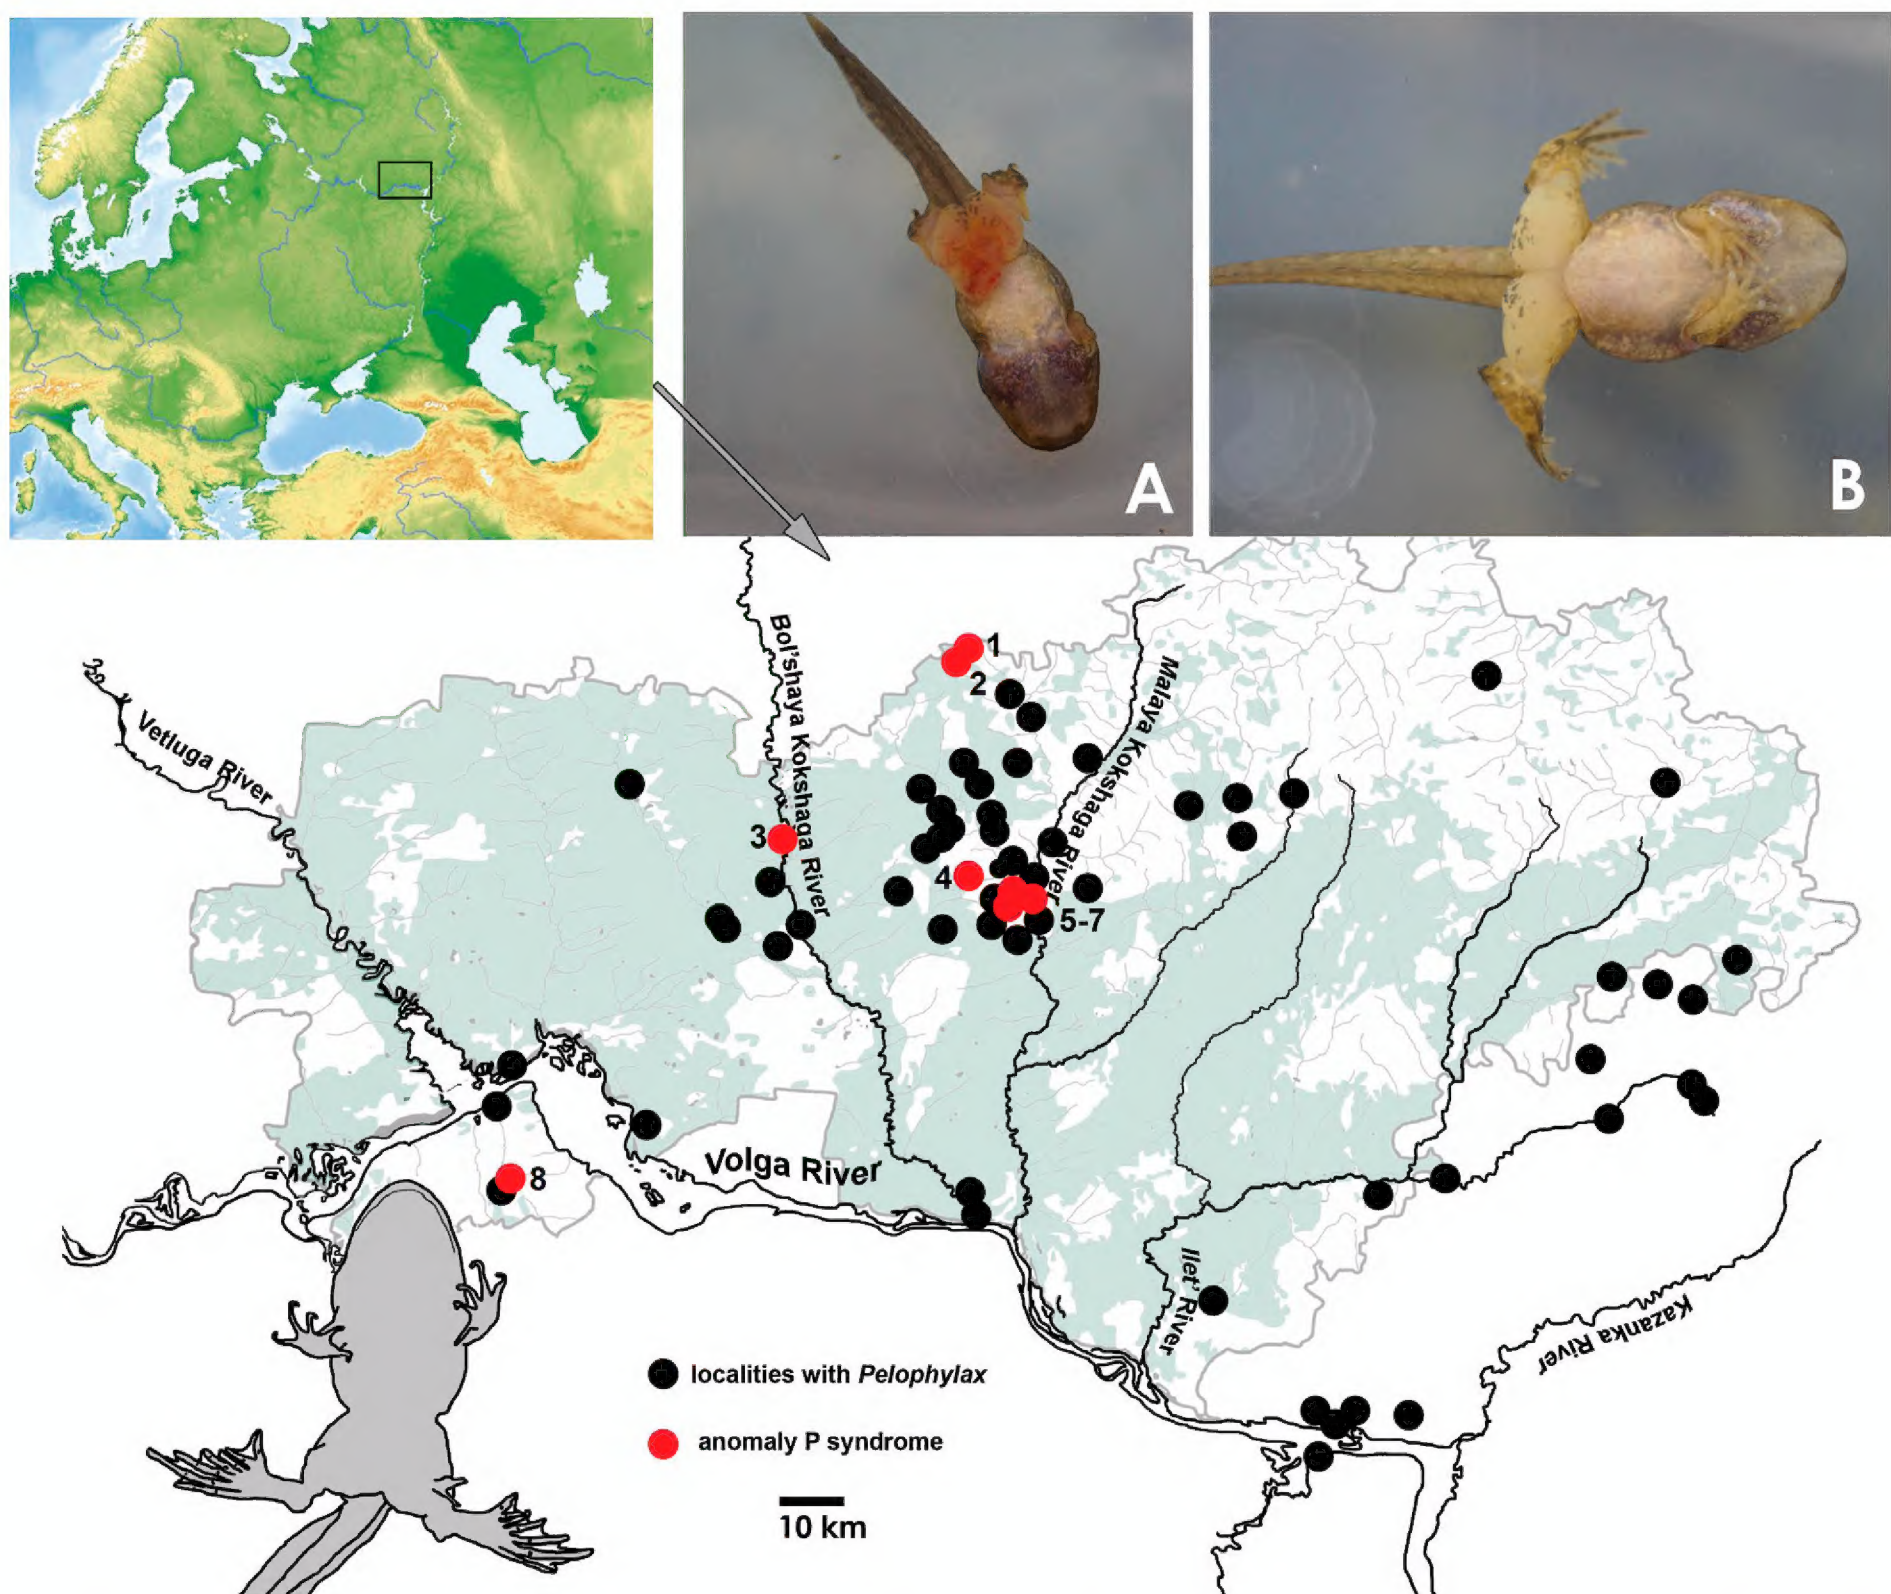 A
B
1
2
Bol'shaya Kokshaga River
Malaya Kokshaga River
Vetluga River
3
4
5-7
Volga River
8
Ilet' River
Kazanka River
localities with Pelophylax
anomaly P syndrome
10 km